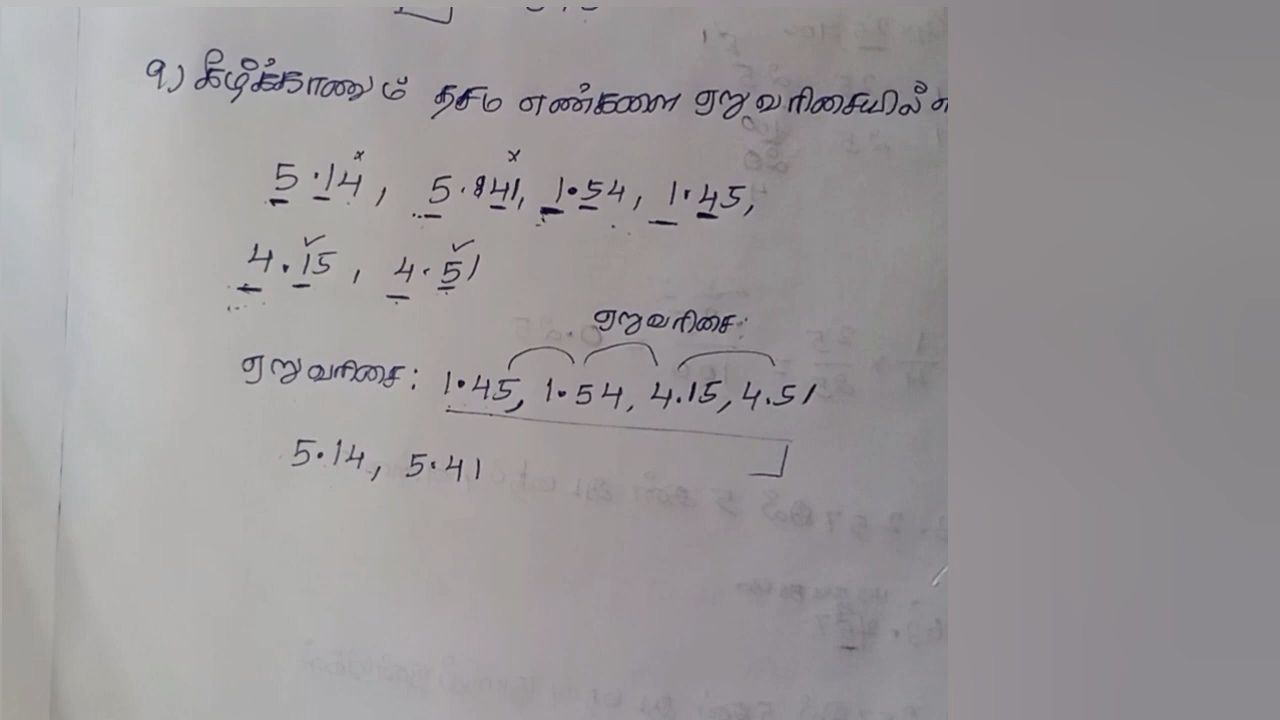 9) கீழ்க்காணும் தசம எண்களை ஏறுவரிசையில்
5.14, 5.41, 1.54, 1.45,
4.15, 4.51
ஏறுவரிசை:
ஏறுவரிசை: 1.45, 1.54, 4.15, 4.51
5.14, 5.41